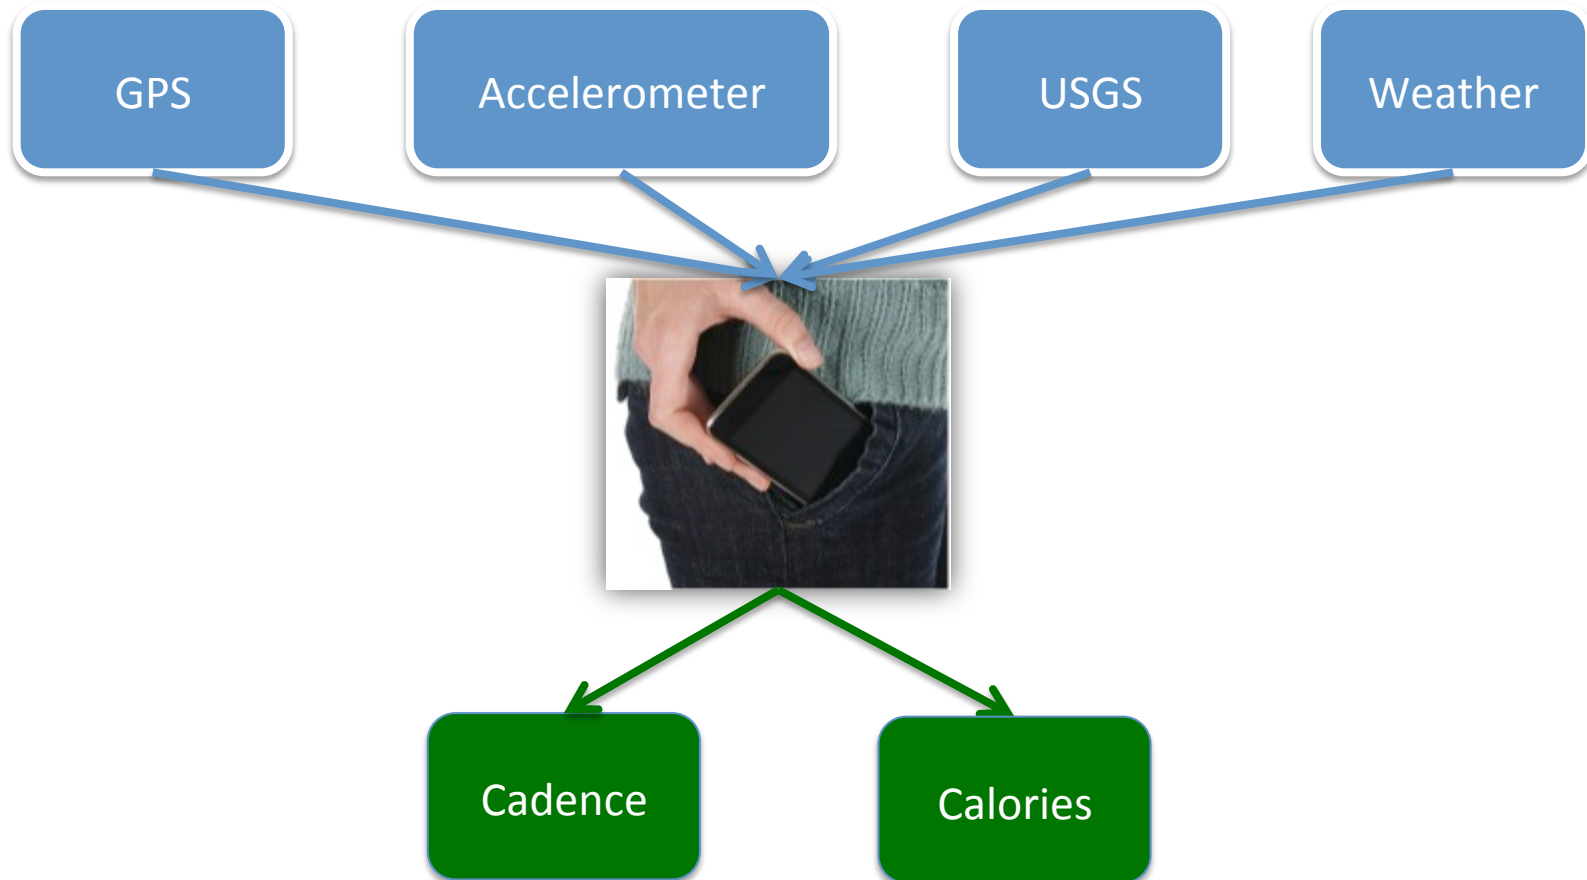 GPS
Accelerometer
USGS
Weather
Cadence
Calories